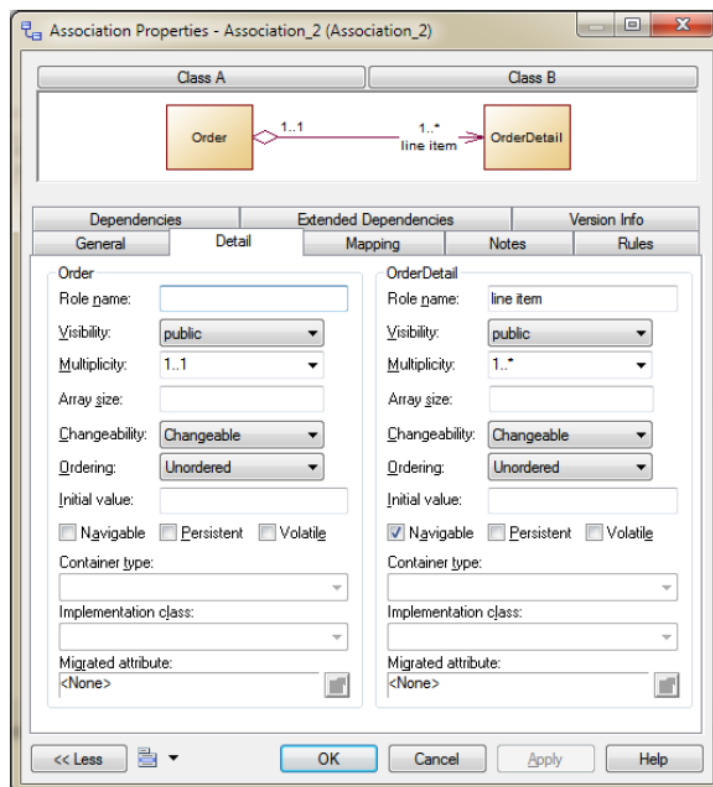 Association Properties - Association_2 (Association_2)
Class A Class B
Order 1..1 1..* line item OrderDetail
Dependencies Extended Dependencies Version Info
General Detail Mapping Notes Rules
Order OrderDetail
Role name: Role name: line item
Visibility: public Visibility: public
Multiplicity: 1..1 Multiplicity: 1..*
Array size: Array size:
Changeability: Changeable Changeability: Changeable
Ordering: Unordered Ordering: Unordered
Initial value: Initial value:
Navigable Persistent Volatile Navigable Persistent Volatile
Container type: Container type:
Implementation class: Implementation class:
Migrated attribute: Migrated attribute:
<None> <None>
<< Less OK Cancel Apply Help